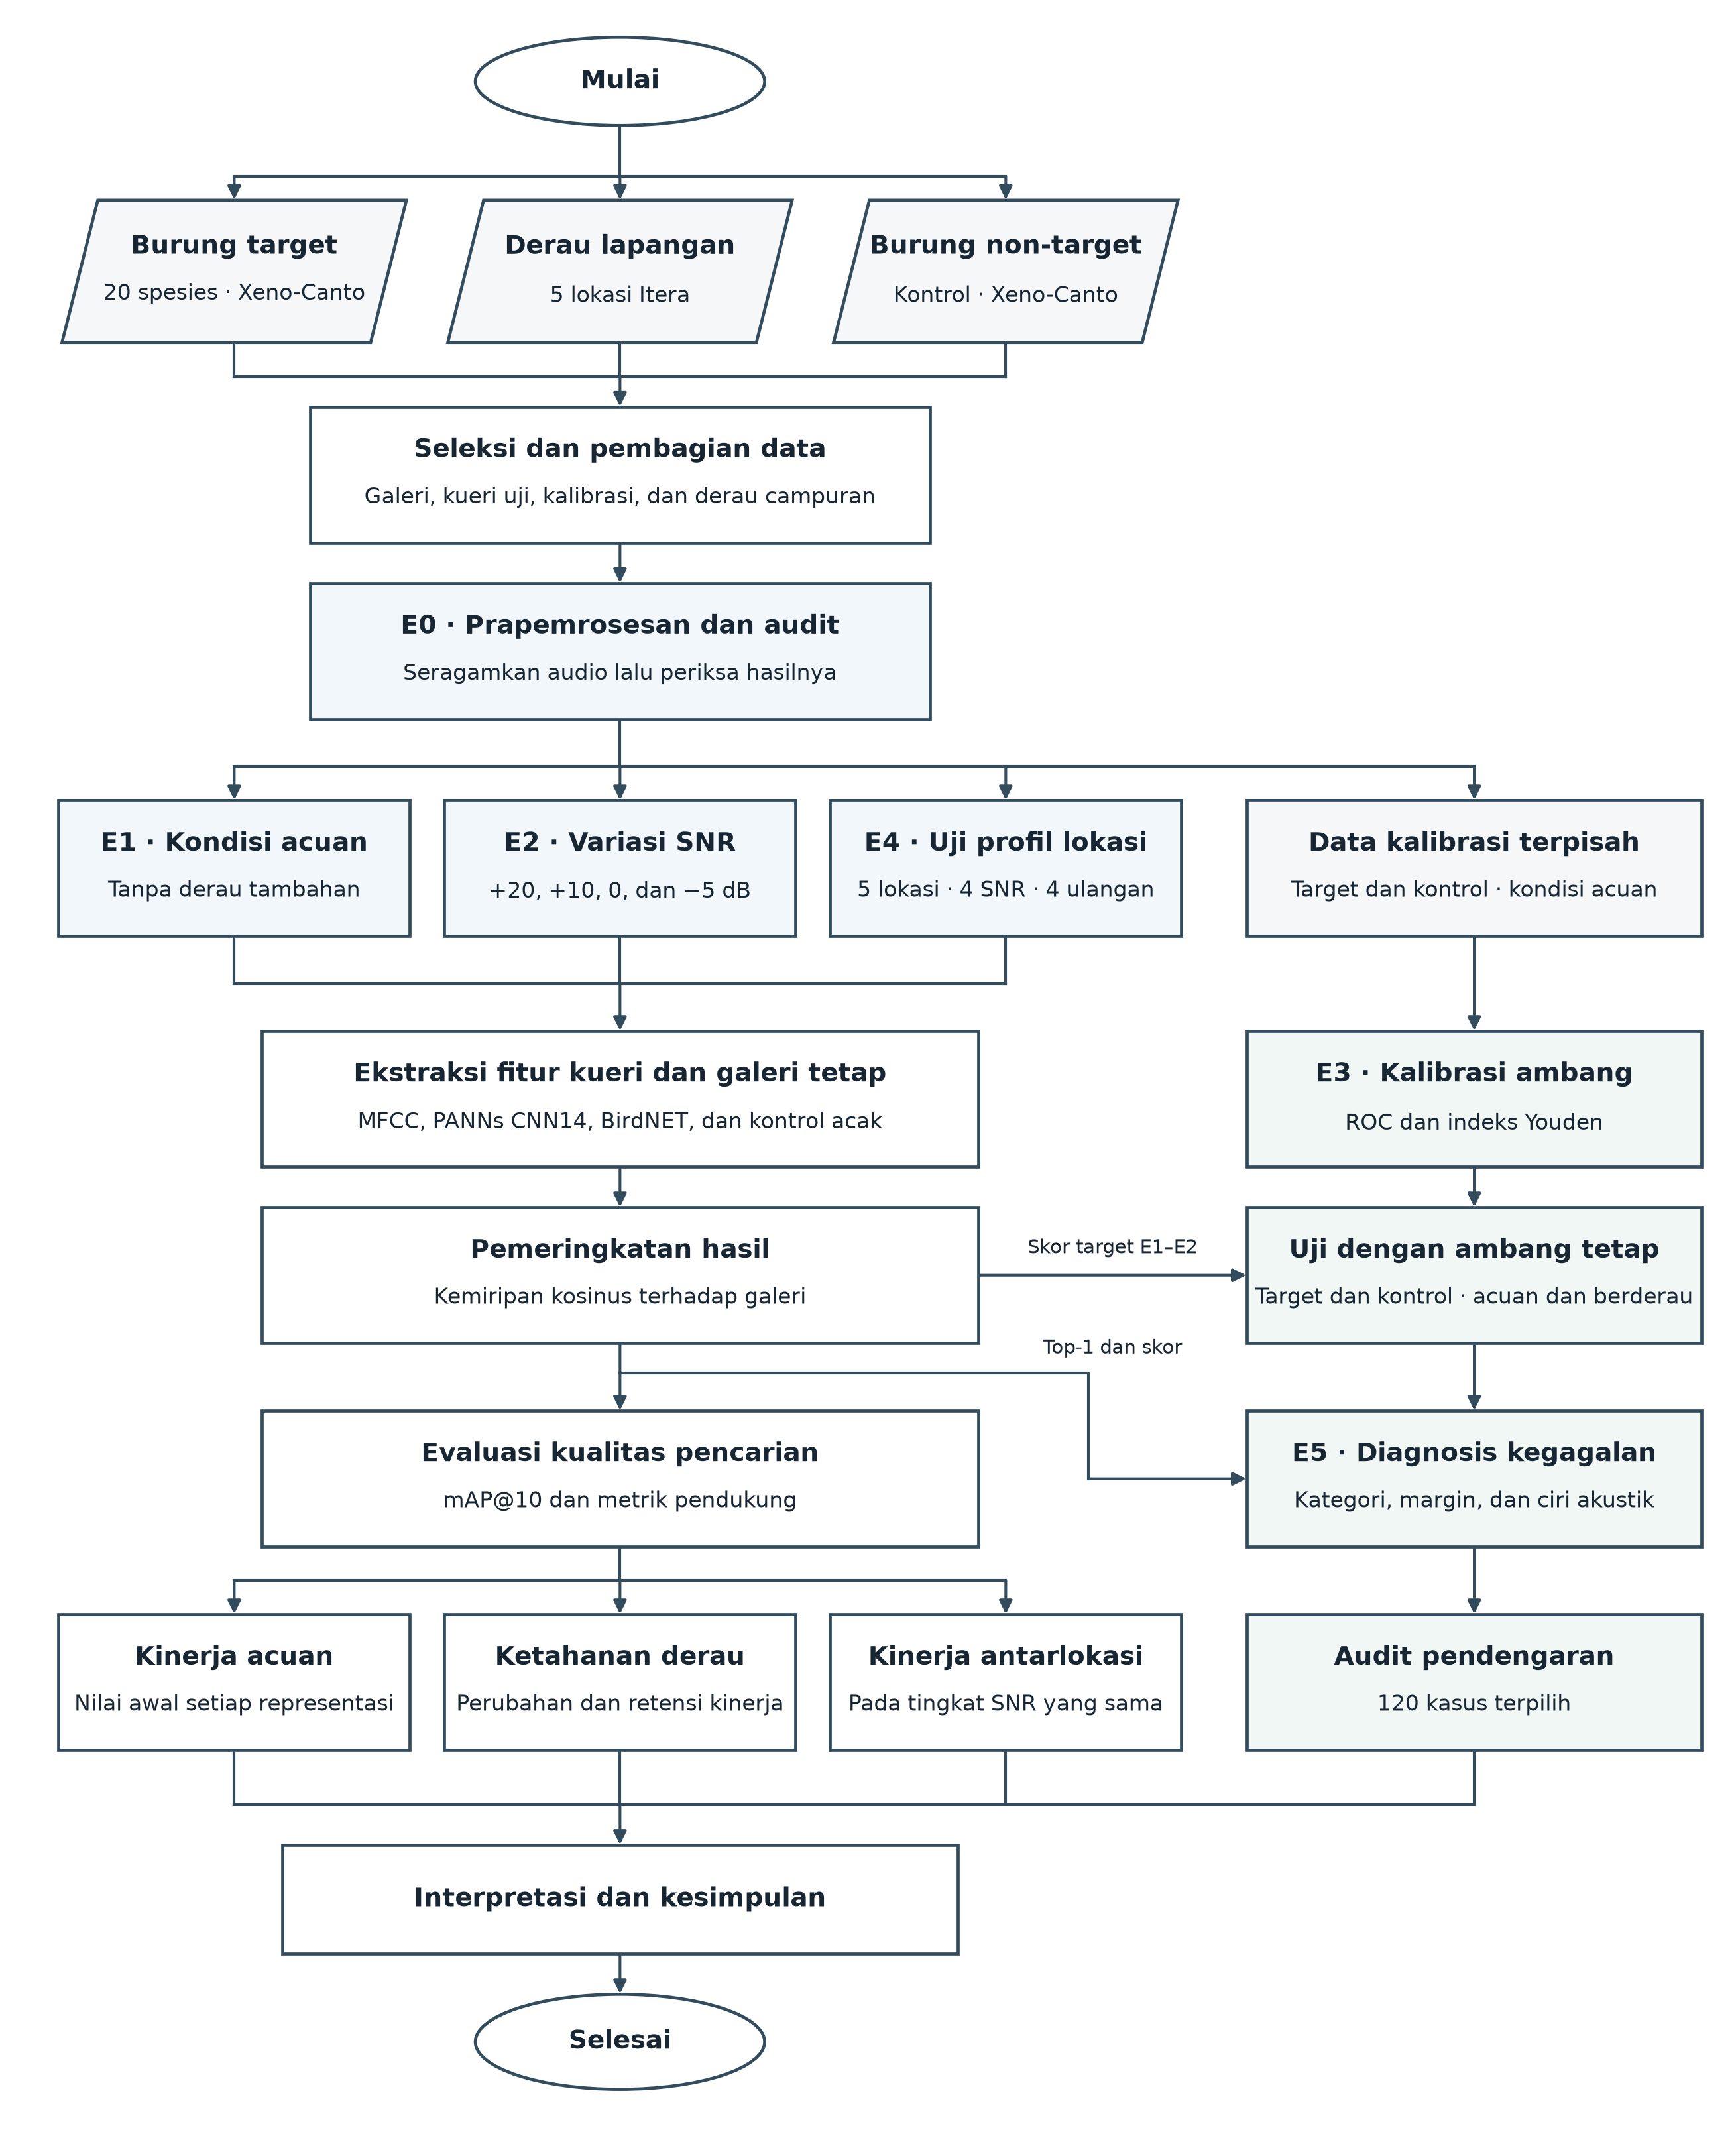 Mulai
Burung target
20 spesies · Xeno-Canto
Derau lapangan
5 lokasi Itera
Burung non-target
Kontrol · Xeno-Canto
Seleksi dan pembagian data
Galeri, kueri uji, kalibrasi, dan derau campuran
E0 · Prapemrosesan dan audit
Seragamkan audio lalu periksa hasilnya
E1 · Kondisi acuan
Tanpa derau tambahan
E2 · Variasi SNR
+20, +10, 0, dan −5 dB
E4 · Uji profil lokasi
5 lokasi · 4 SNR · 4 ulangan
Data kalibrasi terpisah
Target dan kontrol · kondisi acuan
Ekstraksi fitur kueri dan galeri tetap
MFCC, PANNs CNN14, BirdNET, dan kontrol acak
E3 · Kalibrasi ambang
ROC dan indeks Youden
Pemeringkatan hasil
Kemiripan kosinus terhadap galeri
Skor target E1–E2
Uji dengan ambang tetap
Target dan kontrol · acuan dan berderau
Top-1 dan skor
Evaluasi kualitas pencarian
mAP@10 dan metrik pendukung
E5 · Diagnosis kegagalan
Kategori, margin, dan ciri akustik
Kinerja acuan
Nilai awal setiap representasi
Ketahanan derau
Perubahan dan retensi kinerja
Kinerja antarlokasi
Pada tingkat SNR yang sama
Audit pendengaran
120 kasus terpilih
Interpretasi dan kesimpulan
Selesai